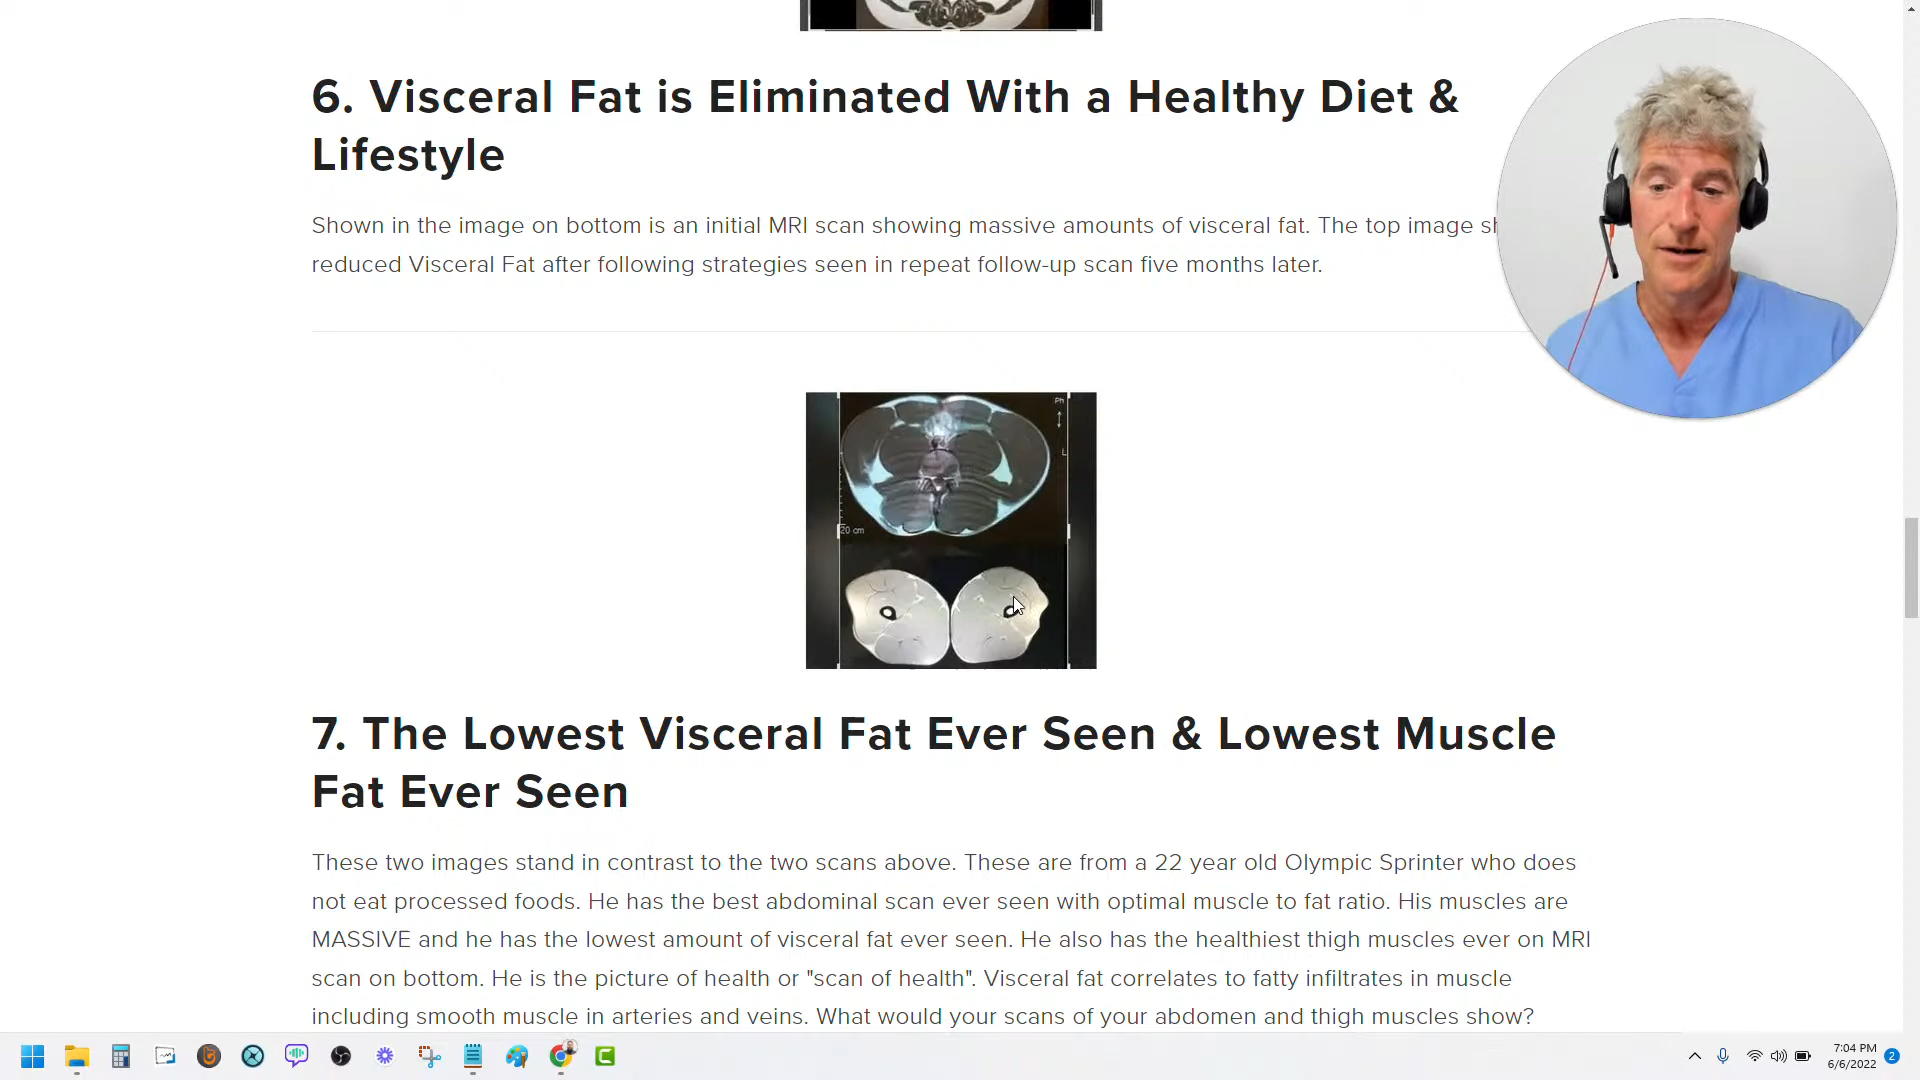 6. Visceral Fat is Eliminated With a Healthy Diet &
Lifestyle
Shown in the image on bottom is an initial MRI scan showing massive amounts of visceral fat. The top image
reduced Visceral Fat after following strategies seen in repeat follow-up scan five months later.
Ph
L
20 cm
7. The Lowest Visceral Fat Ever Seen & Lowest Muscle
Fat Ever Seen
These two images stand in contrast to the two scans above. These are from a 22 year old Olympic Sprinter who does
not eat processed foods. He has the best abdominal scan ever seen with optimal muscle to fat ratio. His muscles are
MASSIVE and he has the lowest amount of visceral fat ever seen. He also has the healthiest thigh muscles ever on MRI
scan on bottom. He is the picture of health or "scan of health". Visceral fat correlates to fatty infiltrates in muscle
including smooth muscle in arteries and veins. What would your scans of your abdomen and thigh muscles show?
7:04 PM
6/6/2022
2